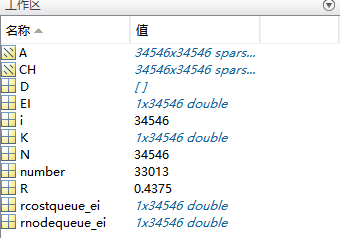 工作区
名称 值
A 34546x34546 spars...
CH 34546x34546 spars...
D []
EI 1x34546 double
i 34546
K 1x34546 double
N 34546
number 33013
R 0.4375
rcostqueue_ei 1x34546 double
rnodequeue_ei 1x34546 double